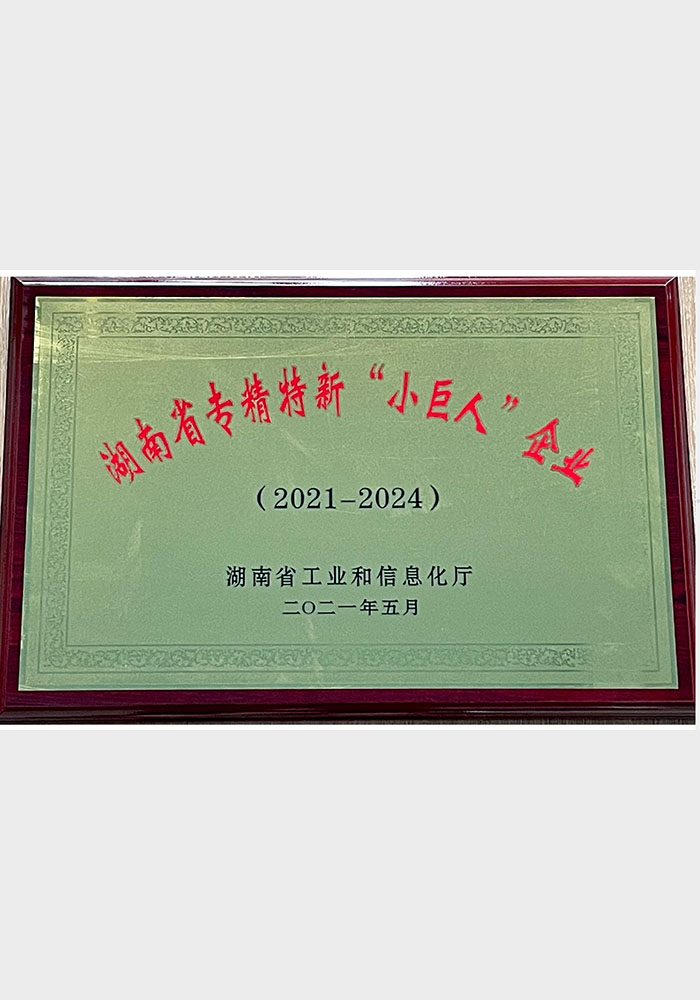 湖南省专精特新“小巨人”企业
（2021-2024）
湖南省工业和信息化厅
二〇二一年五月